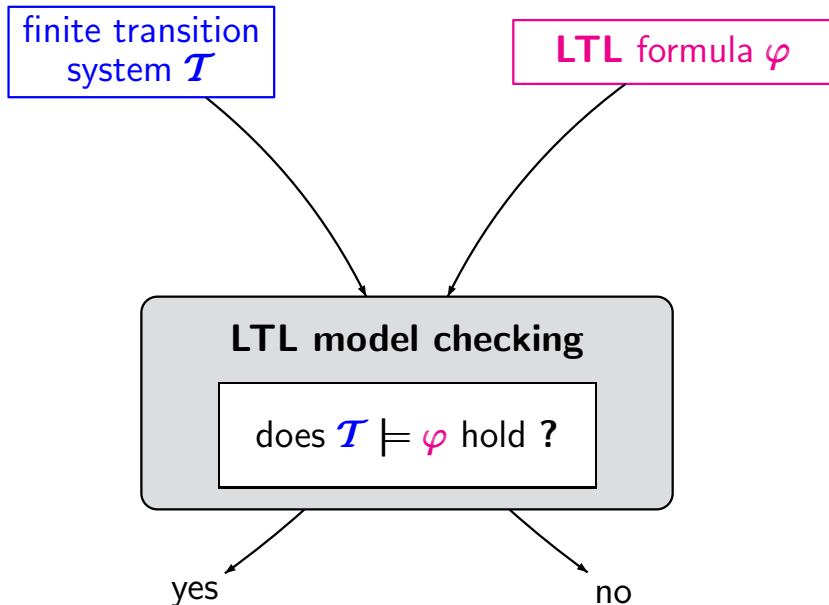 finite transition
system 𝓣
LTL formula φ
LTL model checking
does 𝓣 ⊨ φ hold ?
yes
no